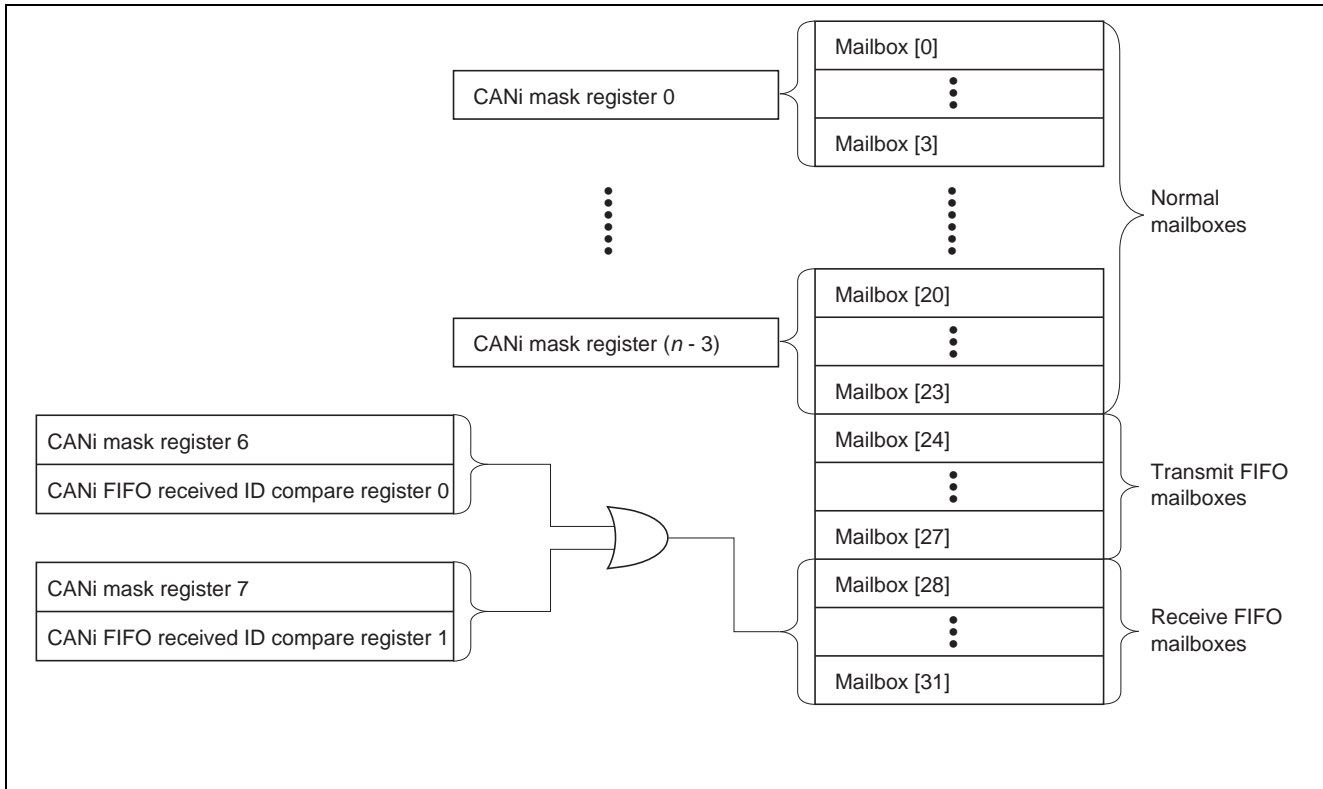 Mailbox [0]
CANi mask register 0
Mailbox [3]
Normal
mailboxes
Mailbox [20]
CANi mask register (n - 3)
Mailbox [23]
CANi mask register 6
CANi FIFO received ID compare register 0
Mailbox [24]
Transmit FIFO
mailboxes
Mailbox [27]
CANi mask register 7
CANi FIFO received ID compare register 1
Mailbox [28]
Receive FIFO
mailboxes
Mailbox [31]